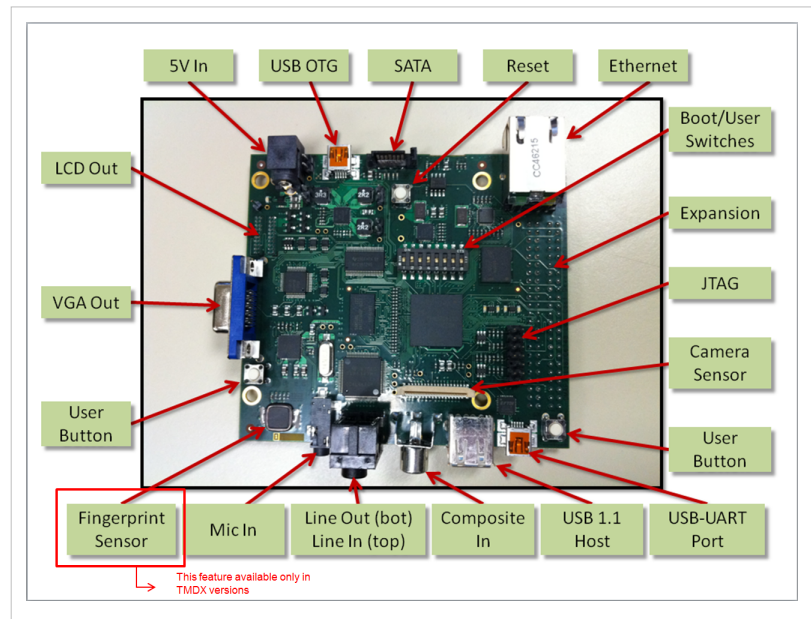 5V In
USB OTG
SATA
Reset
Ethernet
Boot/User
Switches
LCD Out
Expansion
JTAG
VGA Out
Camera
Sensor
User
Button
User
Button
Fingerprint
Sensor
Mic In
Line Out (bot)
Line In (top)
Composite
In
USB 1.1
Host
USB-UART
Port
This feature available only in
TMDX versions
CC46215